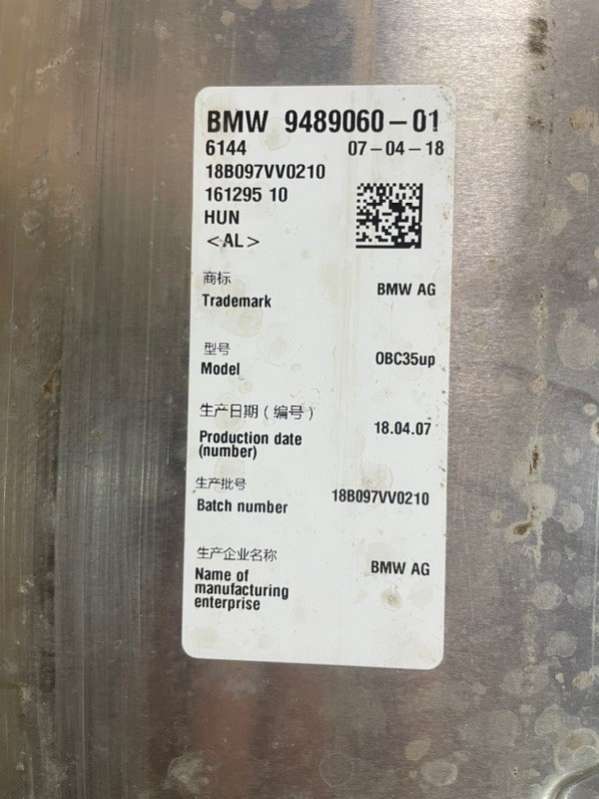 BMW 9489060-01
6144 07-04-18
18B097VV0210
161295 10
HUN
<AL>
商标
Trademark BMW AG
型号
Model OBC35up
生产日期（编号）
Production date
(number) 18.04.07
生产批号
Batch number 18B097VV0210
生产企业名称
Name of BMW AG
manufacturing
enterprise